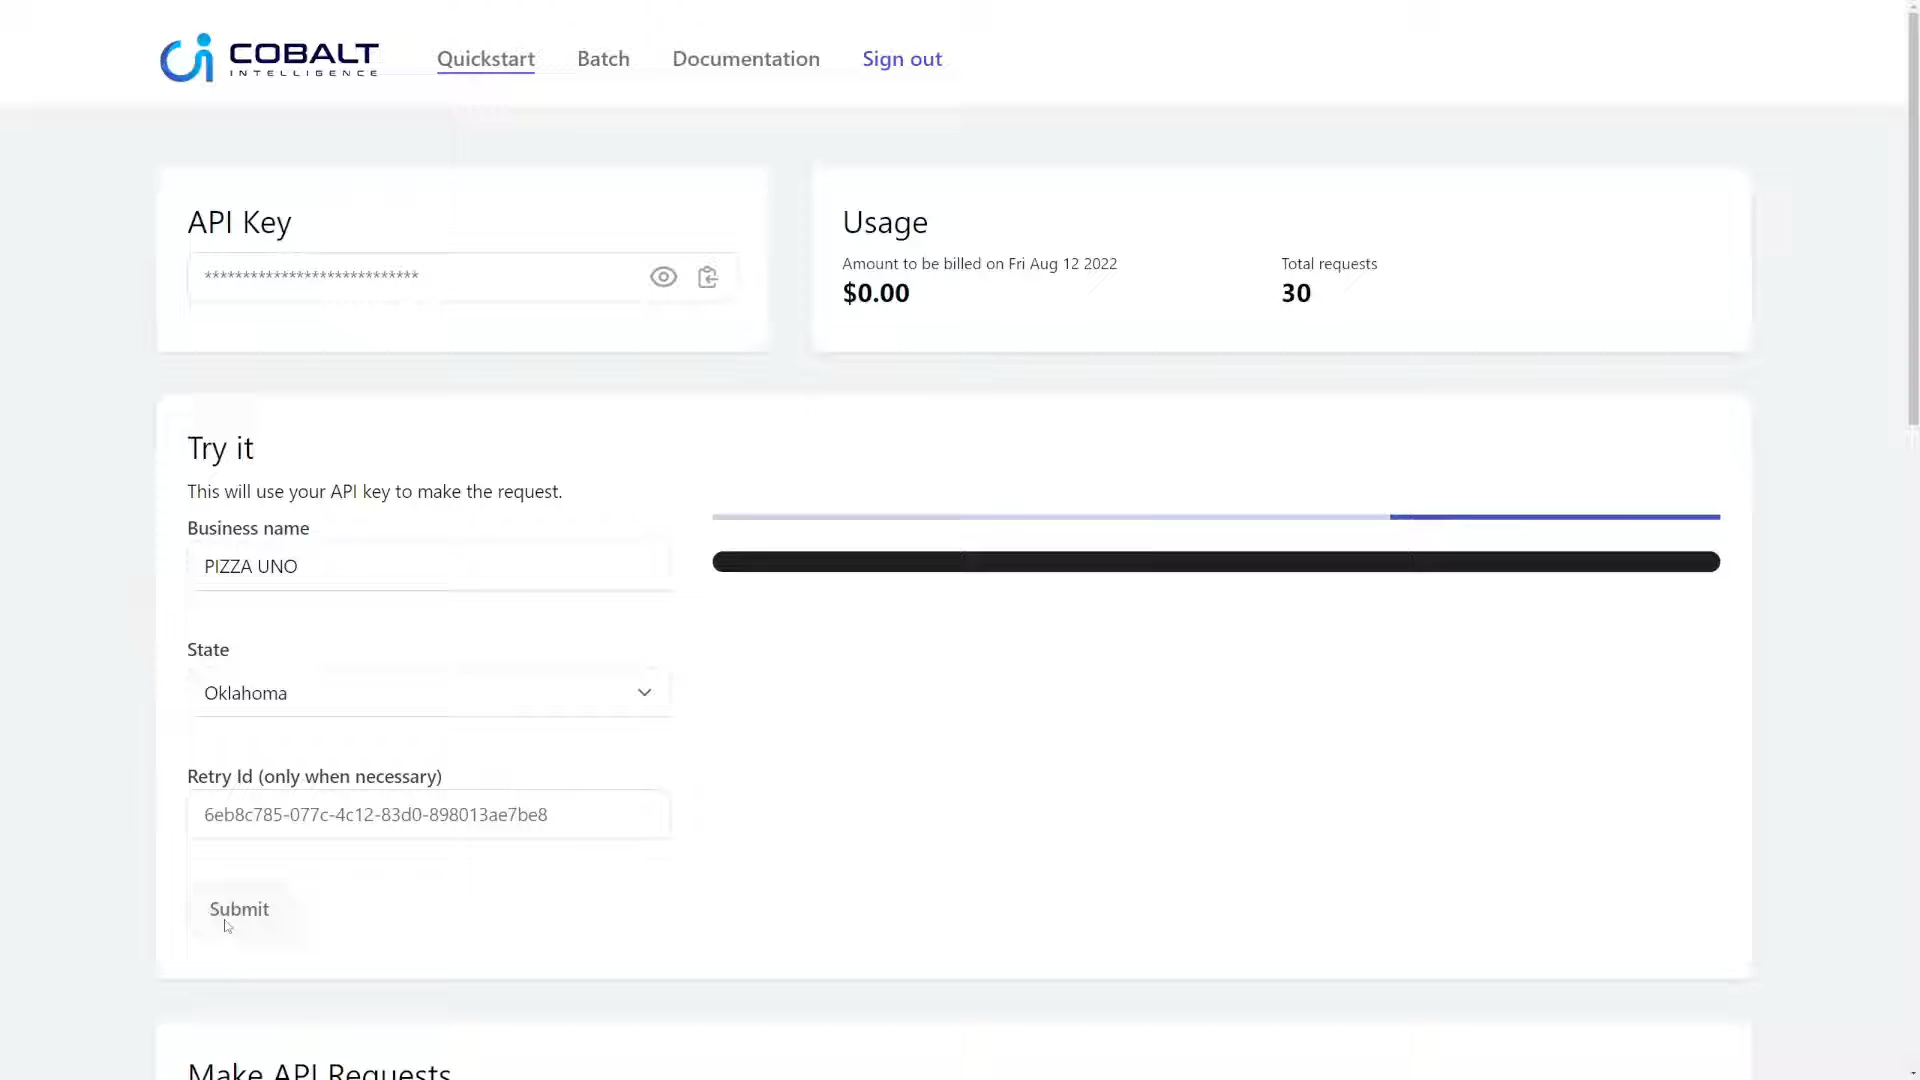 COBALT
INTELLIGENCE
Quickstart
Batch
Documentation
Sign out
API Key
****************************
Usage
Amount to be billed on Fri Aug 12 2022
$0.00
Total requests
30
Try it
This will use your API key to make the request.
Business name
PIZZA UNO
State
Oklahoma
Retry Id (only when necessary)
6eb8c785-077c-4c12-83d0-898013ae7be8
Submit
Make API Requests